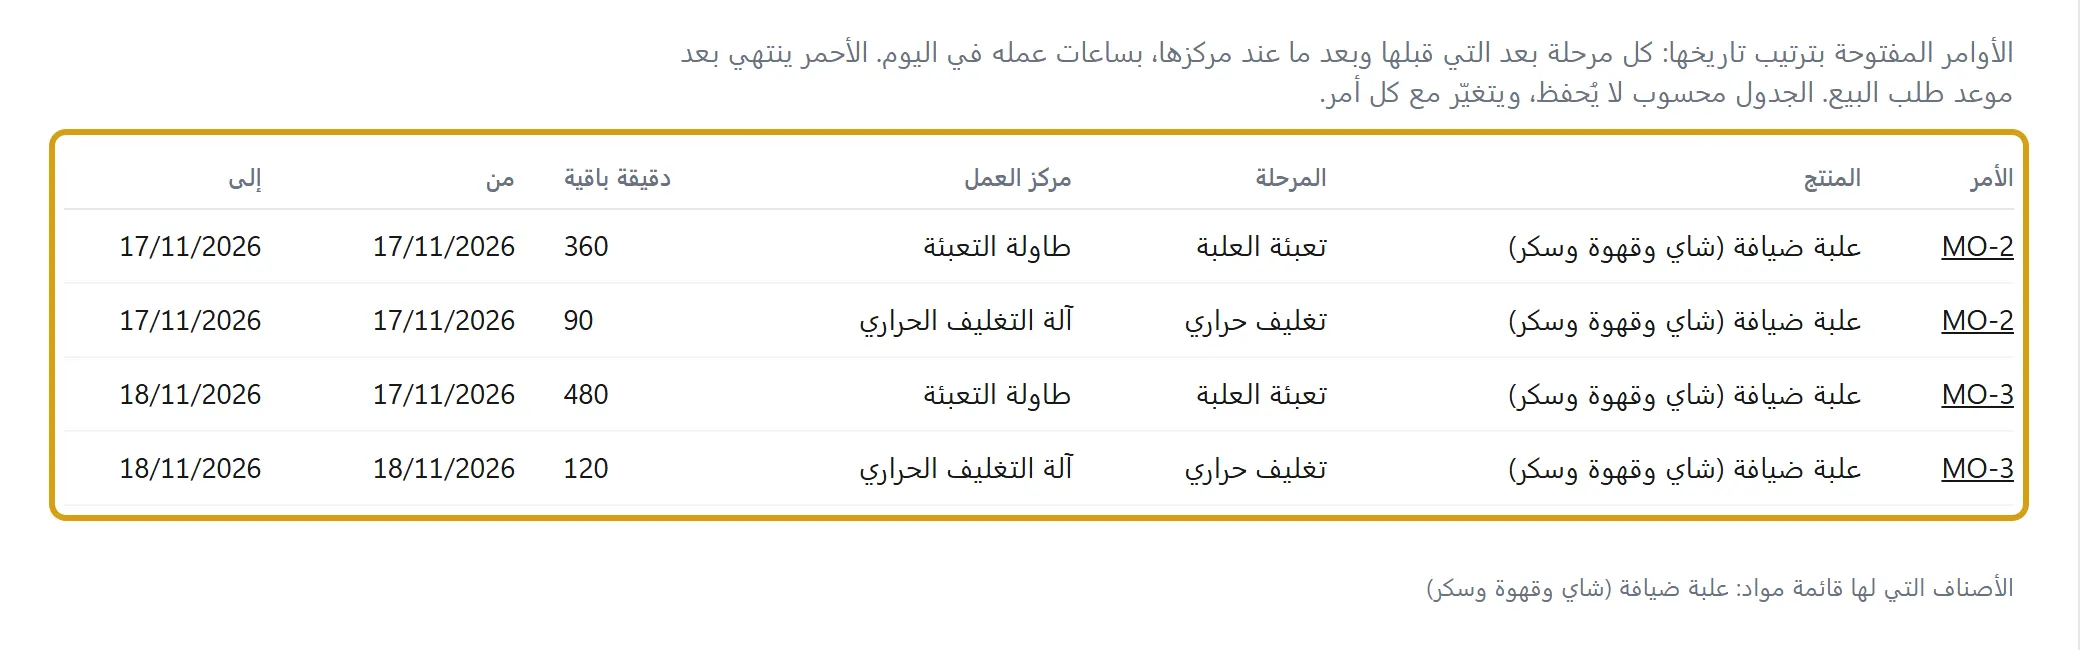 الأوامر المفتوحة بترتيب تاريخها: كل مرحلة بعد التي قبلها وبعد ما عند مركزها، بساعات عمله في اليوم. الأحمر ينتهي بعد
موعد طلب البيع. الجدول محسوب لا يُحفظ، ويتغيّر مع كل أمر.
الأمر المنتج المرحلة مركز العمل دقيقة باقية من إلى
MO-2 علبة ضيافة (شاي وقهوة وسكر) تعبئة العلبة طاولة التعبئة 360 17/11/2026 17/11/2026
MO-2 علبة ضيافة (شاي وقهوة وسكر) تغليف حراري آلة التغليف الحراري 90 17/11/2026 17/11/2026
MO-3 علبة ضيافة (شاي وقهوة وسكر) تعبئة العلبة طاولة التعبئة 480 17/11/2026 18/11/2026
MO-3 علبة ضيافة (شاي وقهوة وسكر) تغليف حراري آلة التغليف الحراري 120 18/11/2026 18/11/2026
الأصناف التي لها قائمة مواد: علبة ضيافة (شاي وقهوة وسكر)